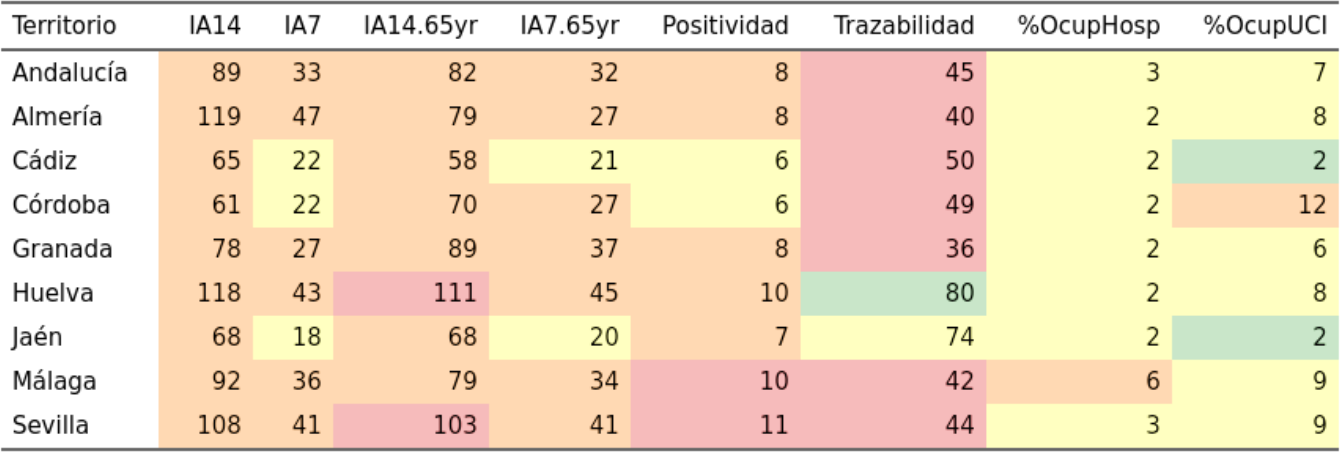 Territorio IA14 IA7 IA14.65yr IA7.65yr Positividad Trazabilidad %OcupHosp %OcupUCI
Andalucía 89 33 82 32 8 45 3 7
Almería 119 47 79 27 8 40 2 8
Cádiz 65 22 58 21 6 50 2 2
Córdoba 61 22 70 27 6 49 2 12
Granada 78 27 89 37 8 36 2 6
Huelva 118 43 111 45 10 80 2 8
Jaén 68 18 68 20 7 74 2 2
Málaga 92 36 79 34 10 42 6 9
Sevilla 108 41 103 41 11 44 3 9